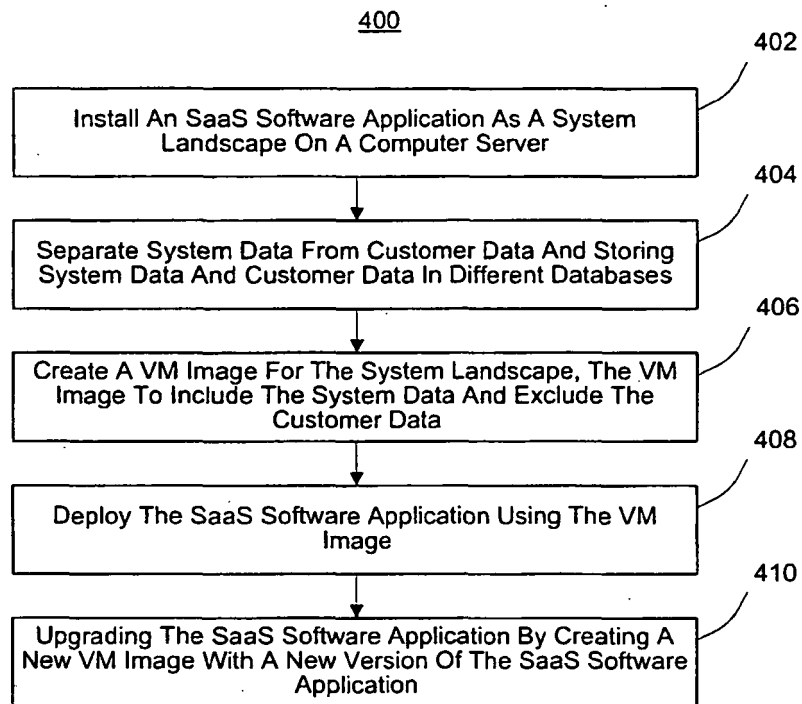 400
402
Install An SaaS Software Application As A System
Landscape On A Computer Server
404
Separate System Data From Customer Data And Storing
System Data And Customer Data In Different Databases
406
Create A VM Image For The System Landscape, The VM
Image To Include The System Data And Exclude The
Customer Data
408
Deploy The SaaS Software Application Using The VM
Image
410
Upgrading The SaaS Software Application By Creating A
New VM Image With A New Version Of The SaaS Software
Application